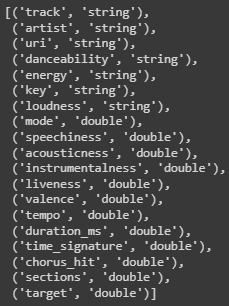 [('track', 'string'),
('artist', 'string'),
('uri', 'string'),
('danceability', 'string'),
('energy', 'string'),
('key', 'string'),
('loudness', 'string'),
('mode', 'double'),
('speechiness', 'double'),
('acousticness', 'double'),
('instrumentalness', 'double'),
('liveness', 'double'),
('valence', 'double'),
('tempo', 'double'),
('duration_ms', 'double'),
('time_signature', 'double'),
('chorus_hit', 'double'),
('sections', 'double'),
('target', 'double')]